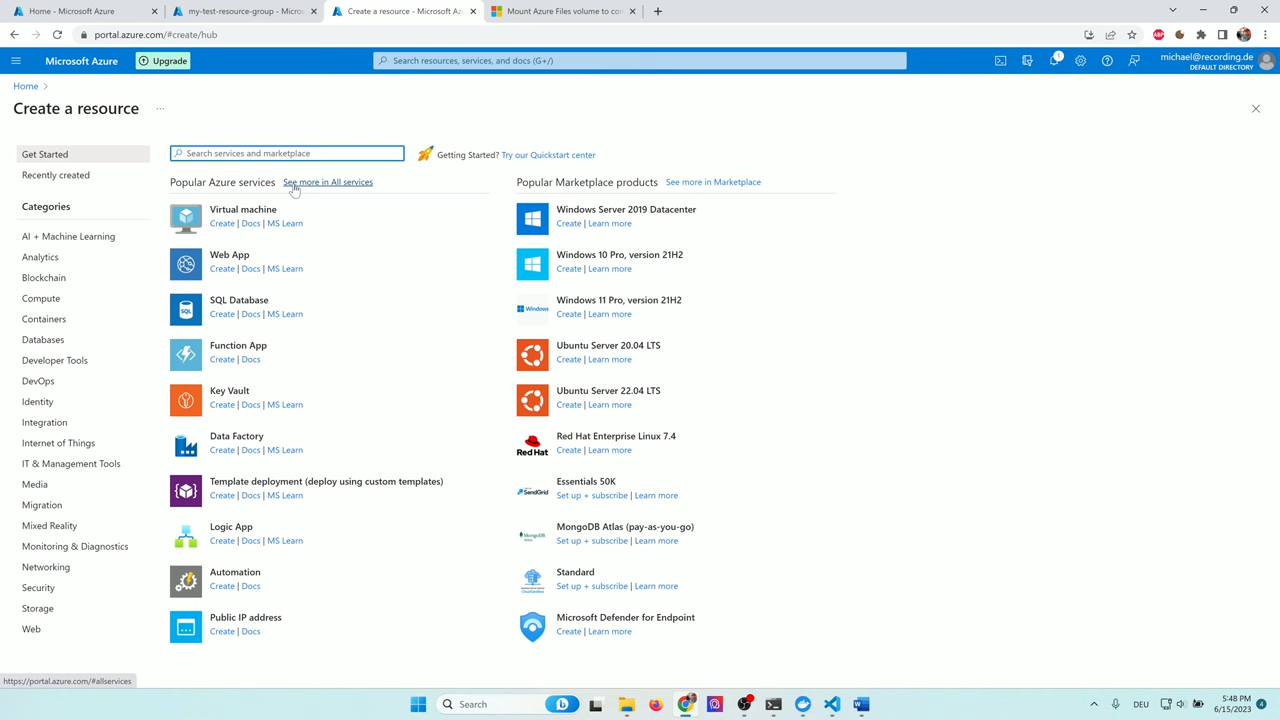 Home - Microsoft Azure
my-test-resource-group - Micros
Create a resource - Microsoft Az
Mount Azure Files volume to con
portal.azure.com/#create/hub
Microsoft Azure
Upgrade
Search resources, services, and docs (G+/)
1
michael@recording.de
DEFAULT DIRECTORY
Home
Create a resource
...
Get Started
Recently created
Categories
AI + Machine Learning
Analytics
Blockchain
Compute
Containers
Databases
Developer Tools
DevOps
Identity
Integration
Internet of Things
IT & Management Tools
Media
Migration
Mixed Reality
Monitoring & Diagnostics
Networking
Security
Storage
Web
Search services and marketplace
Getting Started? Try our Quickstart center
Popular Azure services See more in All services
Virtual machine
Create | Docs | MS Learn
Web App
Create | Docs | MS Learn
SQL
SQL Database
Create | Docs | MS Learn
Function App
Create | Docs
Key Vault
Create | Docs | MS Learn
Data Factory
Create | Docs | MS Learn
Template deployment (deploy using custom templates)
Create | Docs | MS Learn
Logic App
Create | Docs | MS Learn
Automation
Create | Docs
Public IP address
Create | Docs
Popular Marketplace products See more in Marketplace
Windows Server 2019 Datacenter
Create | Learn more
Windows 10 Pro, version 21H2
Create | Learn more
Windows
Windows 11 Pro, version 21H2
Create | Learn more
Ubuntu Server 20.04 LTS
Create | Learn more
Ubuntu Server 22.04 LTS
Create | Learn more
Red Hat
Red Hat Enterprise Linux 7.4
Create | Learn more
SendGrid
Essentials 50K
Set up + subscribe | Learn more
MongoDB Atlas (pay-as-you-go)
Set up + subscribe | Learn more
Standard
Set up + subscribe | Learn more
Microsoft Defender for Endpoint
Create | Learn more
https://portal.azure.com/#allservices
Search
DEU
5:48 PM
6/15/2023